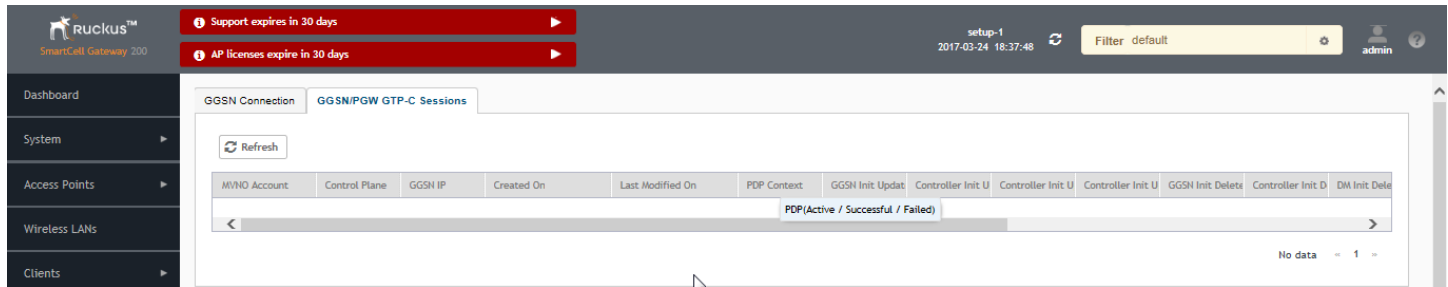 Ruckus™
SmartCell Gateway 200
Support expires in 30 days
AP licenses expire in 30 days
setup-1
2017-03-24 18:37:48
Filter default
admin
Dashboard
System
Access Points
Wireless LANs
Clients
GGSN Connection GGSN/PGW GTP-C Sessions
Refresh
MVNO Account Control Plane GGSN IP Created On Last Modified On PDP Context GGSN Init Updat Controller Init U Controller Init U Controller Init U GGSN Init Delete Controller Init D DM Init Dele
PDP(Active / Successful / Failed)
No data « 1 »